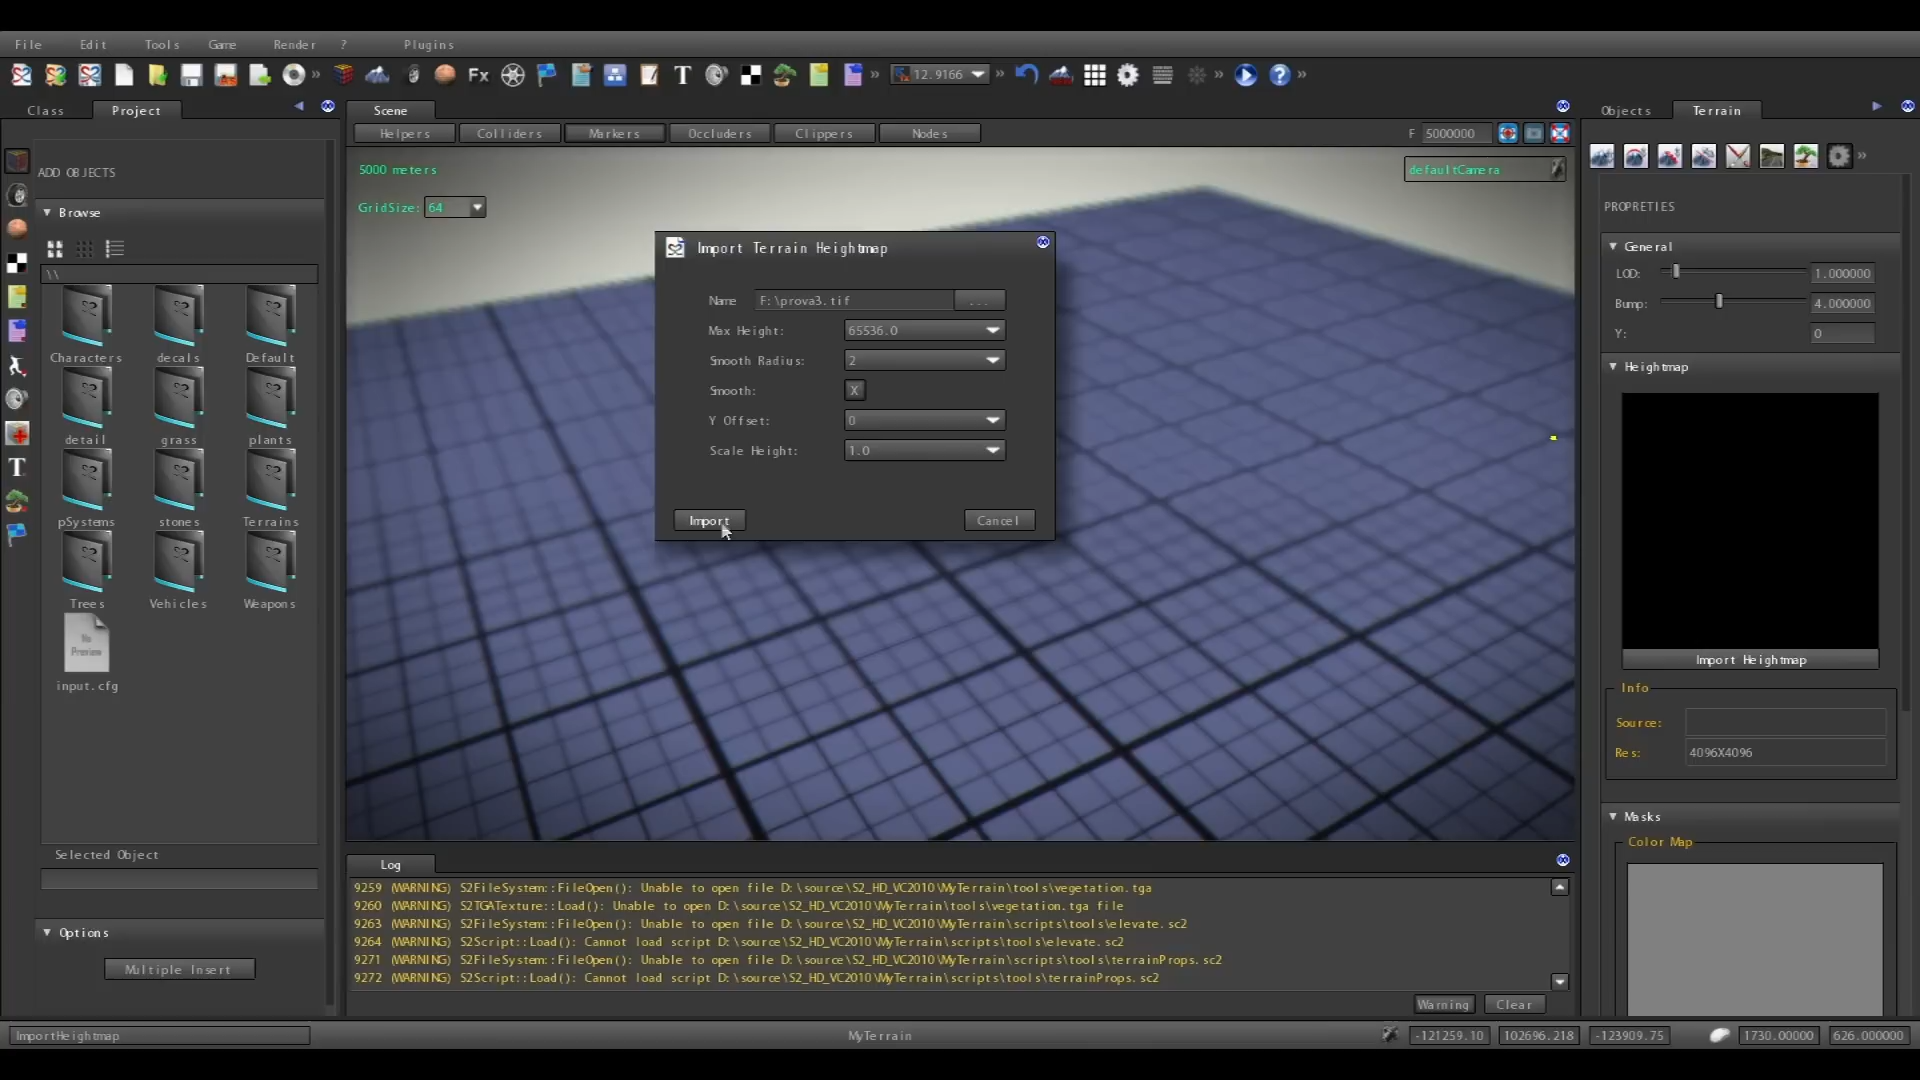 File Edit Tools Game Render ? Plugins
Fx T 12.9166
Class Project
Scene
Objects Terrain
Helpers Colliders Markers Occluders Clippers Nodes F 5000000
ADD OBJECTS
Browse
\\
Characters decals Default
detail grass plants
pSystems stones Terrains
Trees Vehicles Weapons
No Preview
input.cfg
Selected Object
Options
Multiple Insert
T
5000 meters
defaultCamera
GridSize: 64
Import Terrain Heightmap
Name F:\prova3.tif ...
Max Height: 65536.0
Smooth Radius: 2
Smooth: X
Y Offset: 0
Scale Height: 1.0
Import Cancel
PROPRETIES
General
LOD: 1.000000
Bump: 4.000000
Y: 0
Heightmap
Import Heightmap
Info
Source:
Res: 4096X4096
Masks
Color Map
Log
9259 (WARNING) S2FileSystem::FileOpen(): Unable to open file D:\source\S2_HD_VC2010\MyTerrain\tools\vegetation.tga
9260 (WARNING) S2TGATexture::Load(): Unable to open D:\source\S2_HD_VC2010\MyTerrain\tools\vegetation.tga file
9263 (WARNING) S2FileSystem::FileOpen(): Unable to open file D:\source\S2_HD_VC2010\MyTerrain\scripts\tools\elevate.sc2
9264 (WARNING) S2Script::Load(): Cannot load script D:\source\S2_HD_VC2010\MyTerrain\scripts\tools\elevate.sc2
9271 (WARNING) S2FileSystem::FileOpen(): Unable to open file D:\source\S2_HD_VC2010\MyTerrain\scripts\tools\terrainProps.sc2
9272 (WARNING) S2Script::Load(): Cannot load script D:\source\S2_HD_VC2010\MyTerrain\scripts\tools\terrainProps.sc2
Warning Clear
ImportHeightmap MyTerrain -121259.10 102696.218 -123909.75 1730.00000 626.000000